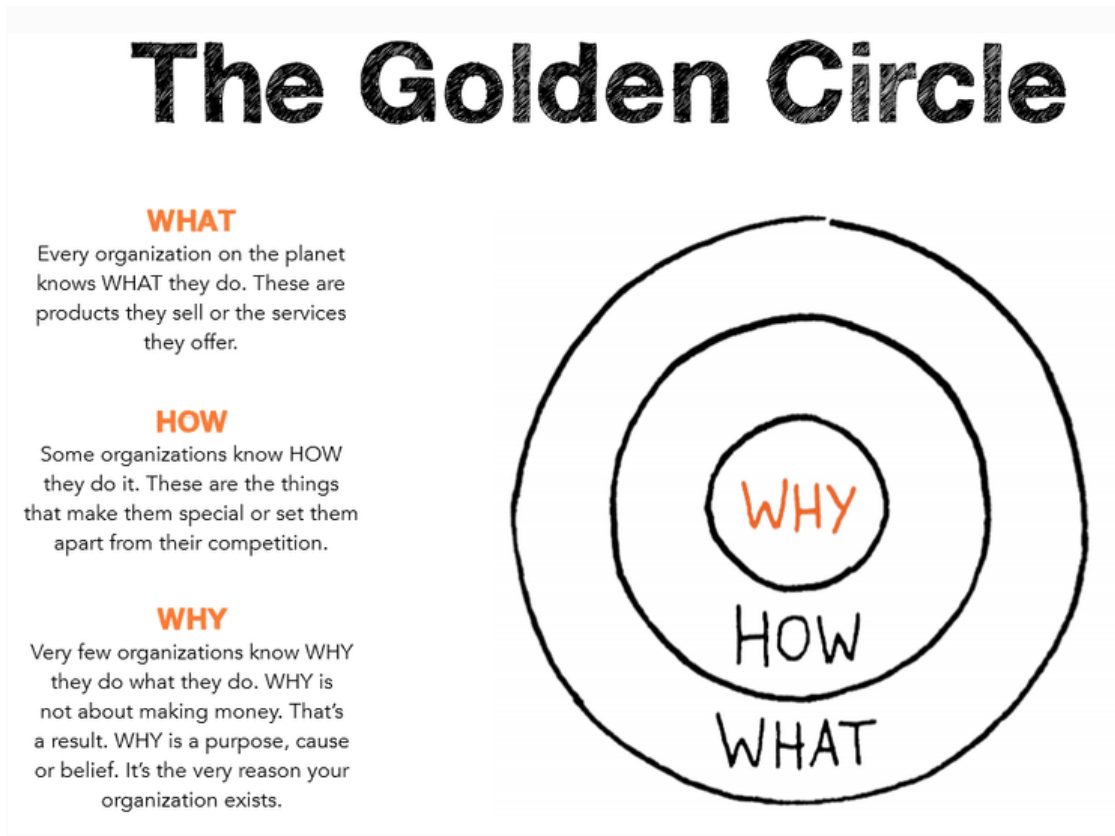 The Golden Circle
WHAT
Every organization on the planet
knows WHAT they do. These are
products they sell or the services
they offer.
HOW
Some organizations know HOW
they do it. These are the things
that make them special or set them
apart from their competition.
WHY
Very few organizations know WHY
they do what they do. WHY is
not about making money. That’s
a result. WHY is a purpose, cause
or belief. It’s the very reason your
organization exists.
WHY
HOW
WHAT